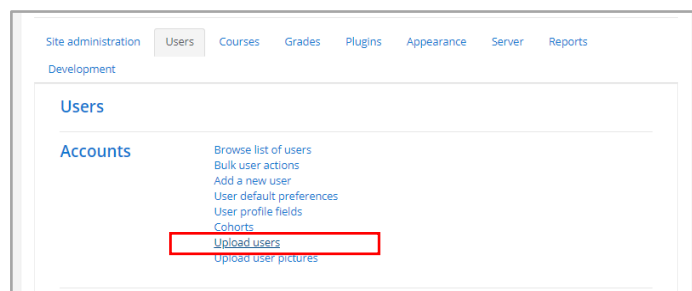 Site administration Users Courses Grades Plugins Appearance Server Reports
Development
Users
Accounts Browse list of users
Bulk user actions
Add a new user
User default preferences
User profile fields
Cohorts
Upload users
Upload user pictures